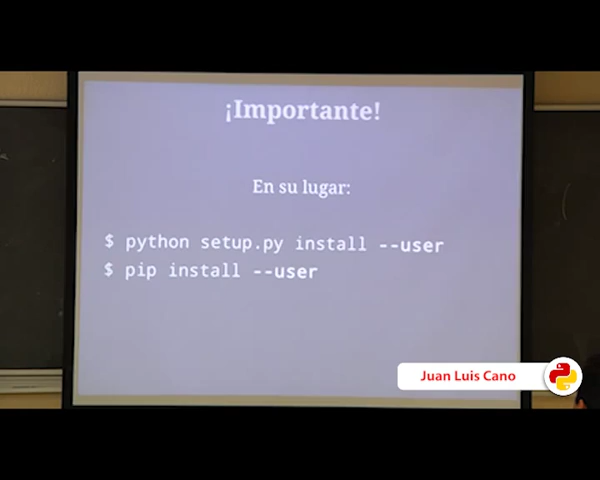 ¡Importante!
En su lugar:
$ python setup.py install --user
$ pip install --user
Juan Luis Cano